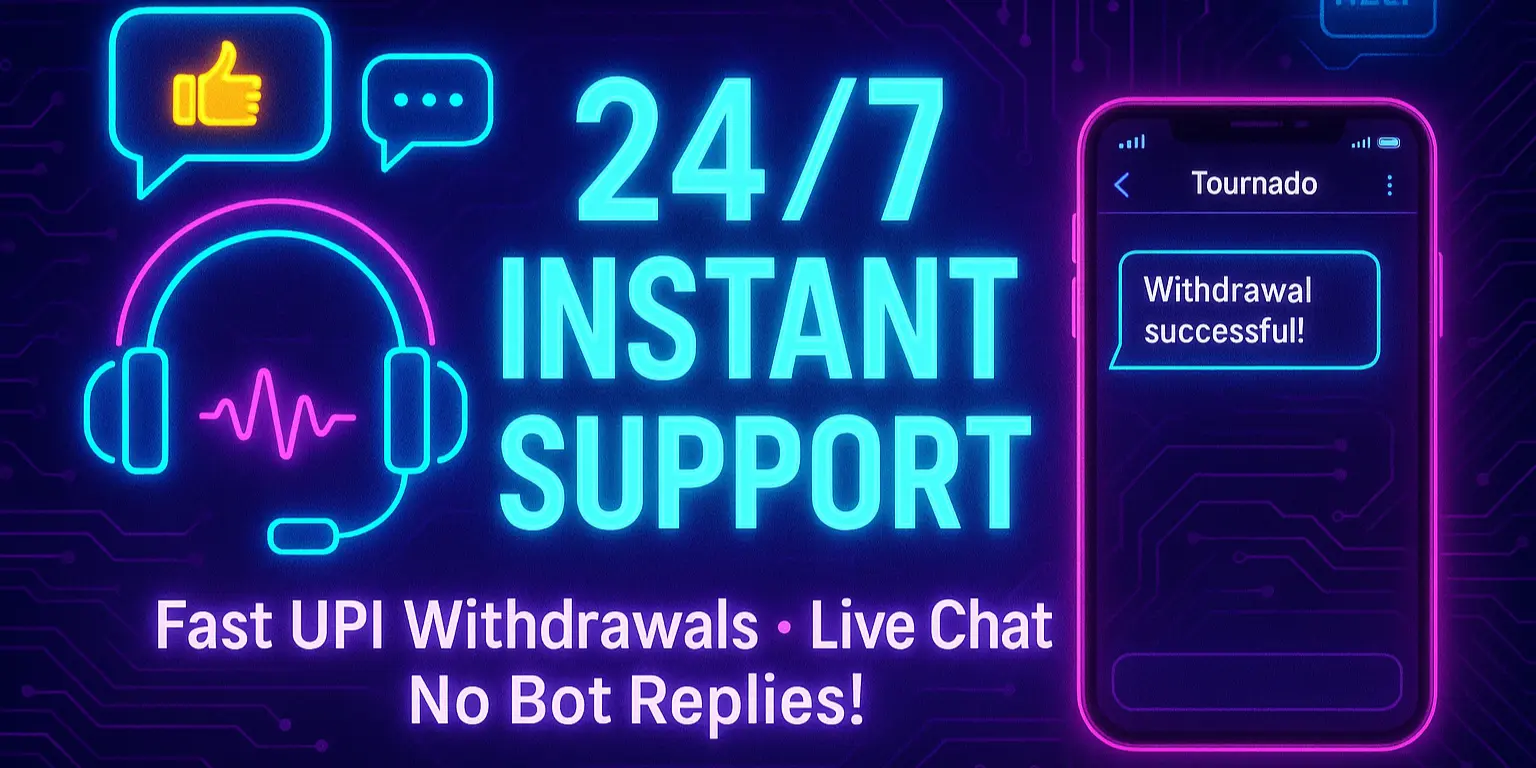 24/7
INSTANT
SUPPORT
Fast UPI Withdrawals • Live Chat
No Bot Replies!
Tournado
Withdrawal
successful!